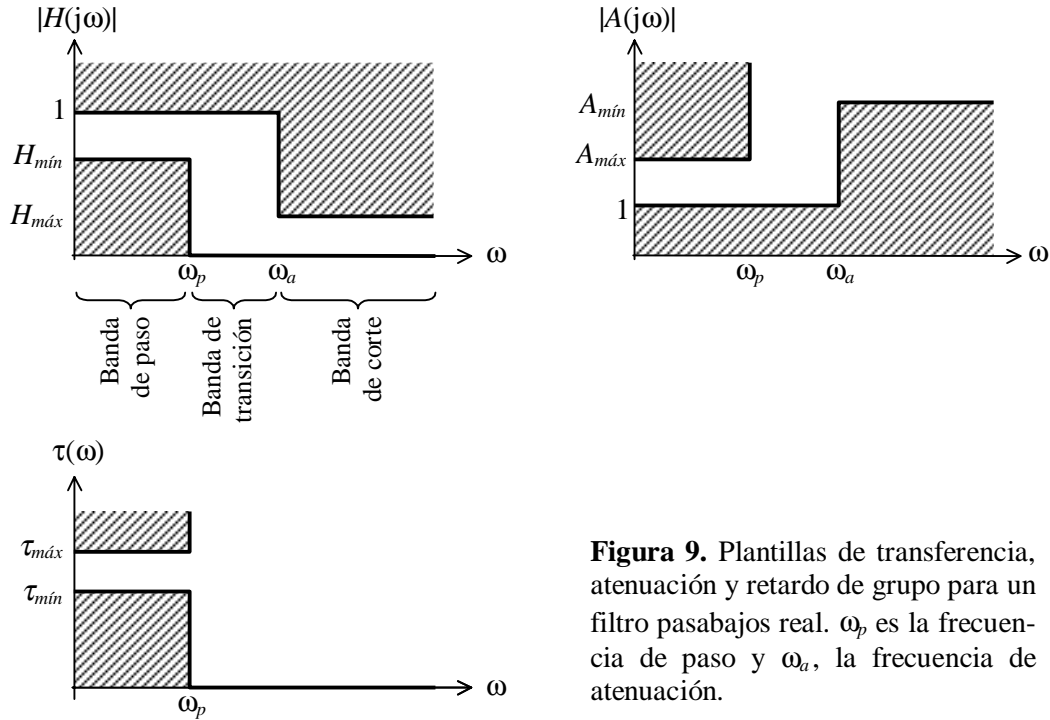 |H(jω)|
1
H_mín
H_máx
ω_p
ω_a
ω
Banda de paso
Banda de transición
Banda de corte
|A(jω)|
A_mín
A_máx
1
ω_p
ω_a
ω
τ(ω)
τ_máx
τ_mín
ω_p
ω
Figura 9. Plantillas de transferencia,
atenuación y retardo de grupo para un
filtro pasabajos real. ω_p es la frecuen-
cia de paso y ω_a, la frecuencia de
atenuación.